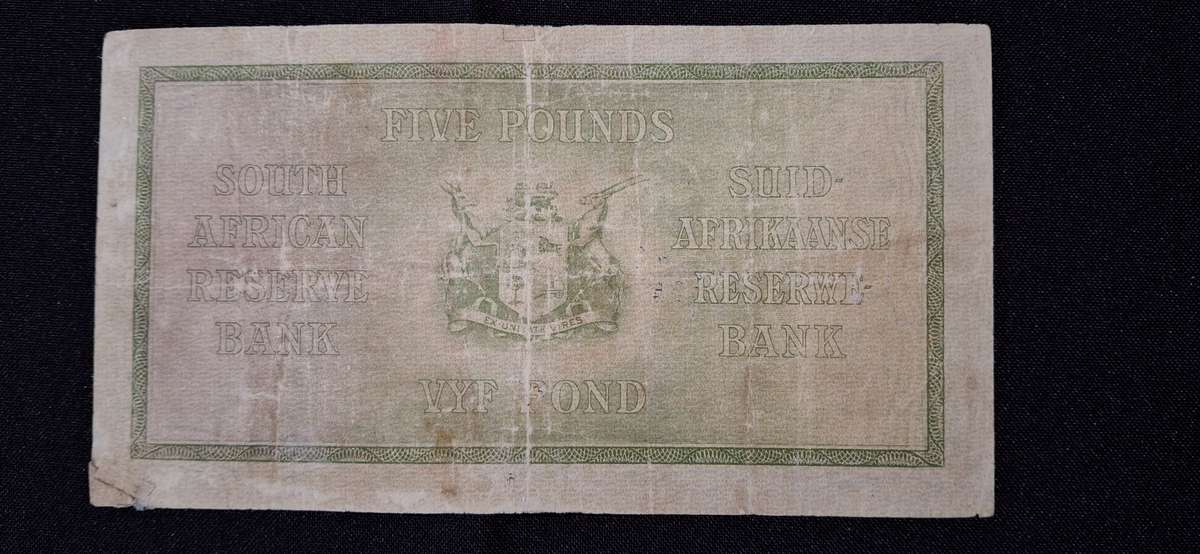 FIVE POUNDS
SOUTH
AFRICAN
RESERVE
BANK
EX UNITATE VIRES
SUID-
AFRIKAANSE
RESERWE-
BANK
VYF POND